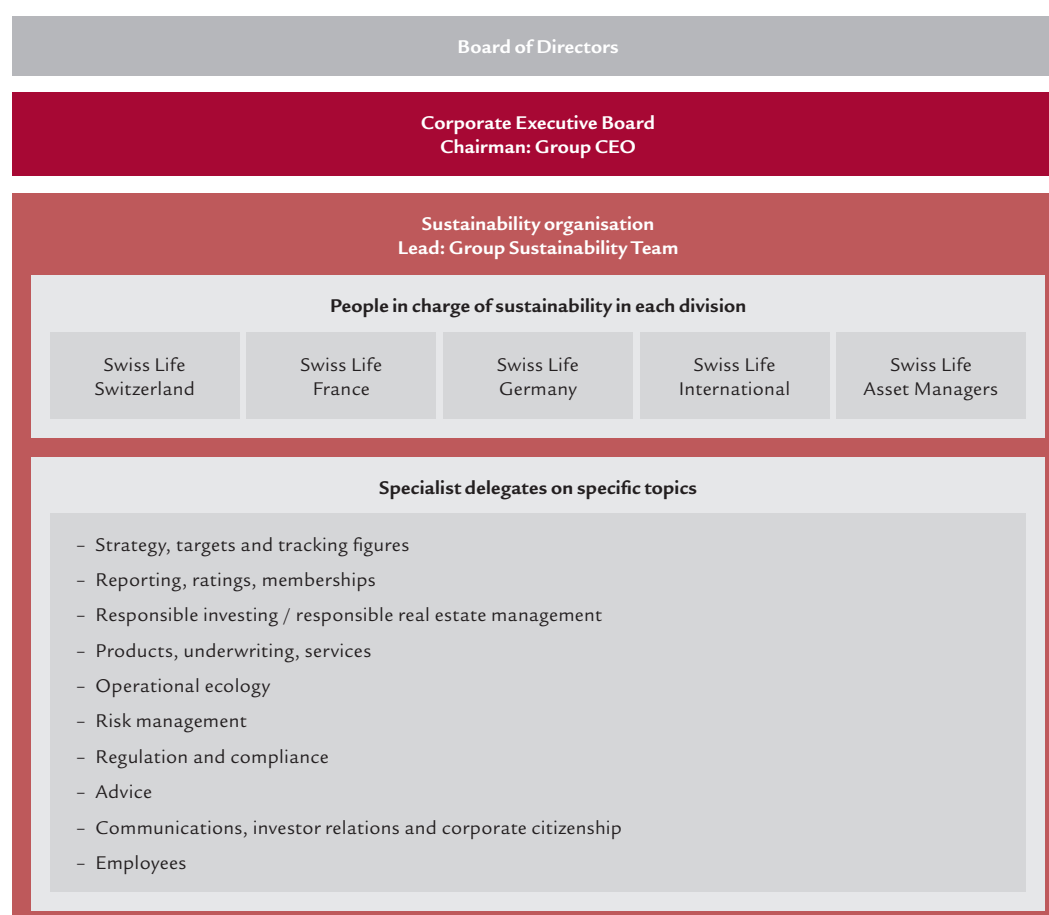 Board of Directors
Corporate Executive Board
Chairman: Group CEO
Sustainability organisation
Lead: Group Sustainability Team
People in charge of sustainability in each division
Swiss Life
Switzerland
Swiss Life
France
Swiss Life
Germany
Swiss Life
International
Swiss Life
Asset Managers
Specialist delegates on specific topics
– Strategy, targets and tracking figures
– Reporting, ratings, memberships
– Responsible investing / responsible real estate management
– Products, underwriting, services
– Operational ecology
– Risk management
– Regulation and compliance
– Advice
– Communications, investor relations and corporate citizenship
– Employees